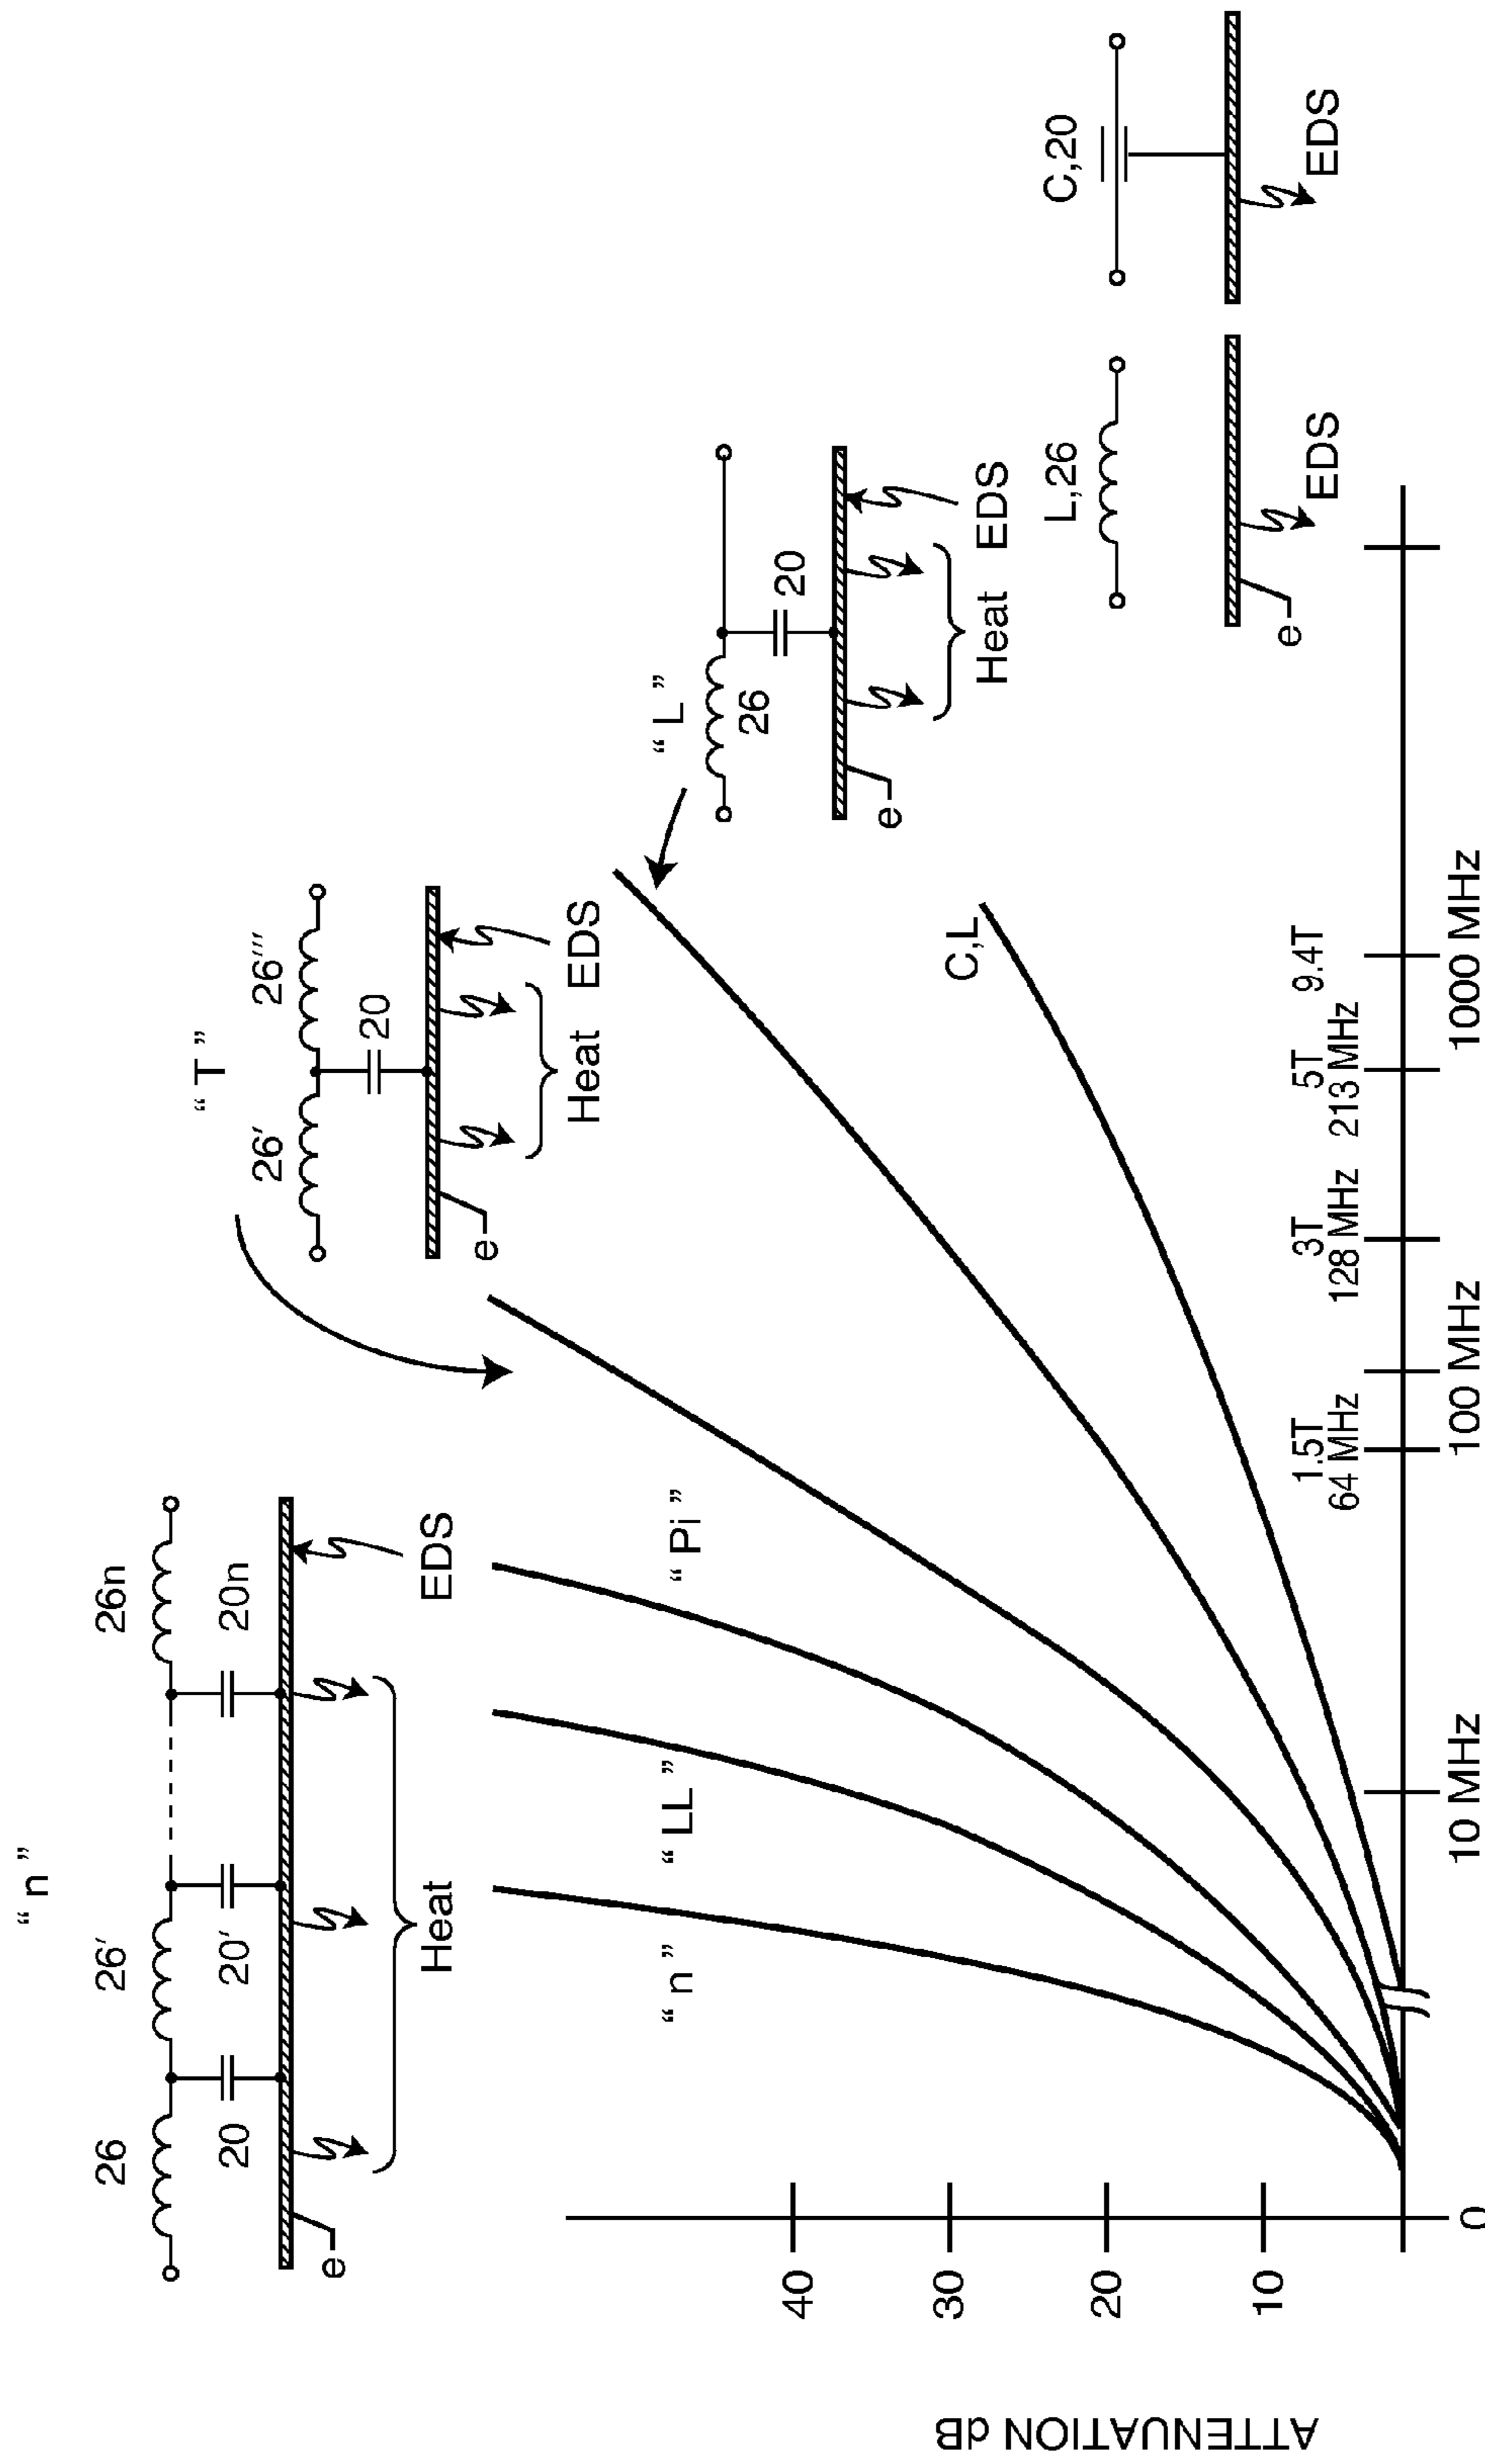 “ n ”
26
26′
26n
20
20′
20n
e
Heat
EDS
“ T ”
26′
26″′
20
e
Heat
EDS
“ L ”
26
20
e
Heat
EDS
L,26
e
EDS
C,20
EDS
“ n ”
“ LL ”
“ Pi ”
C,L
ATTENUATION dB
40
30
20
10
1.5T
64 MHz
3T
128 MHz
5T
213 MHz
9.4T
0
10 MHz
100 MHz
1000 MHz